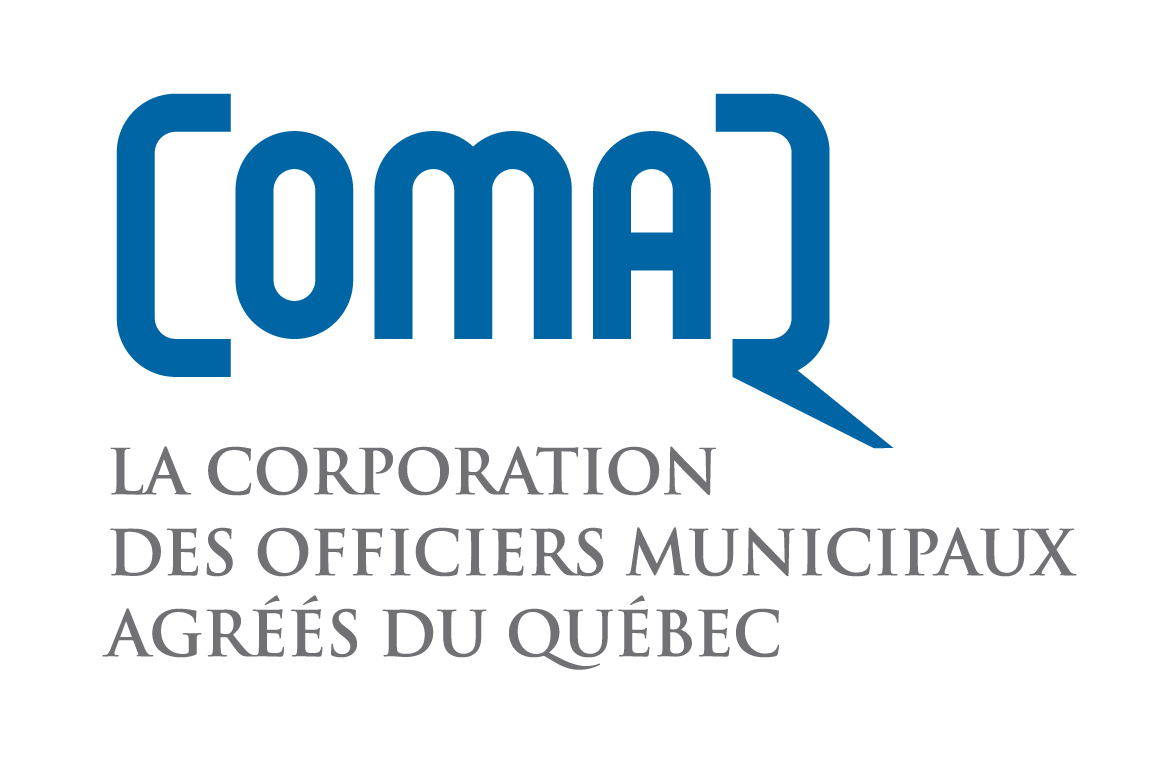 COMAQ
LA CORPORATION
DES OFFICIERS MUNICIPAUX
AGRÉÉS DU QUÉBEC